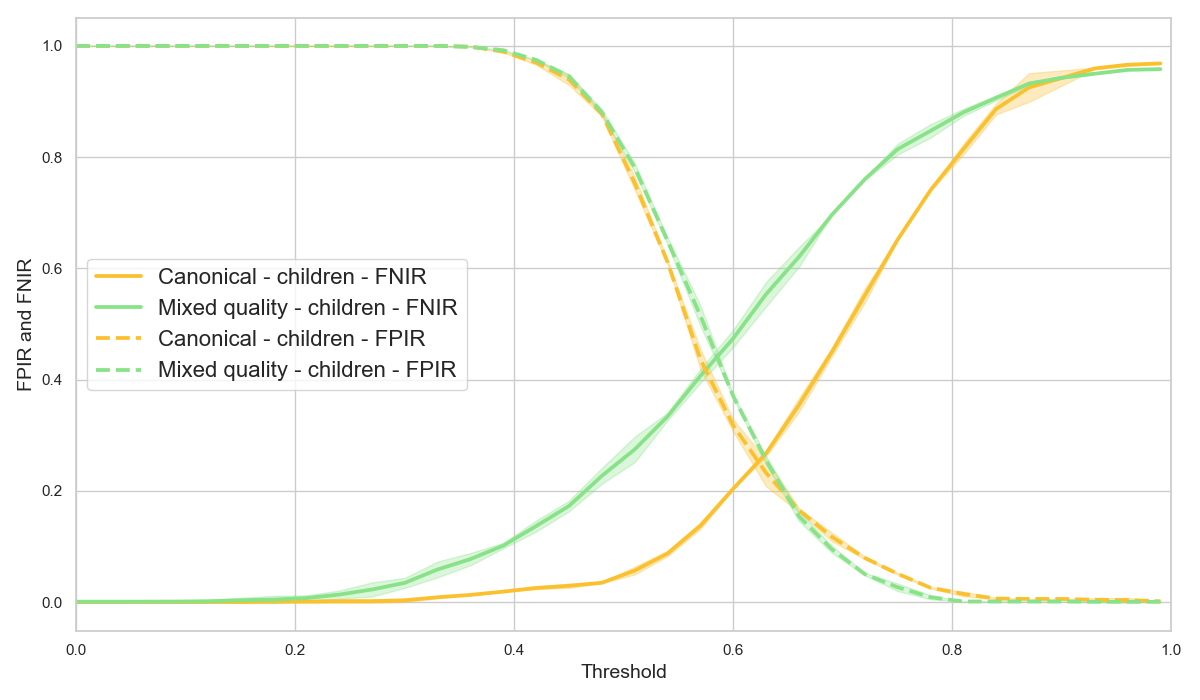 1.0
0.8
0.6
0.4
0.2
0.0
FPIR and FNIR
Canonical - children - FNIR
Mixed quality - children - FNIR
Canonical - children - FPIR
Mixed quality - children - FPIR
0.0 0.2 0.4 0.6 0.8 1.0
Threshold